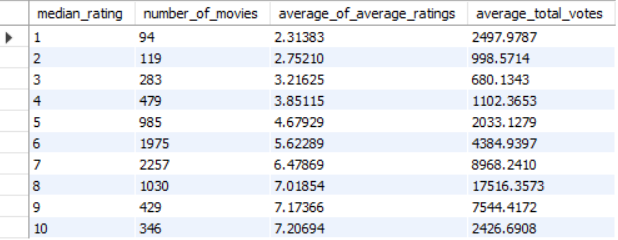 median_rating number_of_movies average_of_average_ratings average_total_votes
1 94 2.31383 2497.9787
2 119 2.75210 998.5714
3 283 3.21625 680.1343
4 479 3.85115 1102.3653
5 985 4.67929 2033.1279
6 1975 5.62289 4384.9397
7 2257 6.47869 8968.2410
8 1030 7.01854 17516.3573
9 429 7.17366 7544.4172
10 346 7.20694 2426.6908